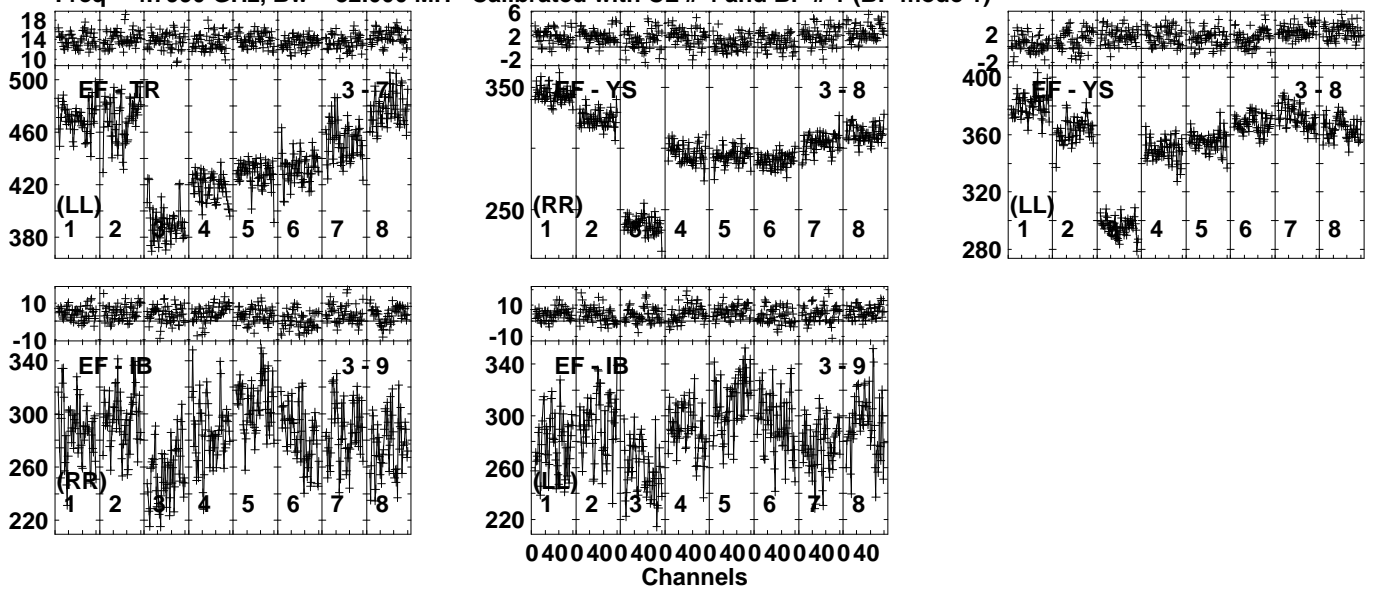 Calibrated with and mode
18 14 10
500 460 420 380
EF - TR 3 - 7
(LL)
1 2 3 4 5 6 7 8
6 2 -2
350 250
EF - YS 3 - 8
(RR)
1 2 3 4 5 6 7 8
2 -2
400 360 320 280
EF - YS 3 - 8
(LL)
1 2 3 4 5 6 7 8
10 -10
340 300 260 220
EF - IB 3 - 9
(RR)
1 2 3 4 5 6 7 8
10 -10
340 300 260 220
EF - IB 3 - 9
(LL)
1 2 3 4 5 6 7 8
0 40 0 40 0 40 0 40 0 40 0 40 0 40 0 40
Channels